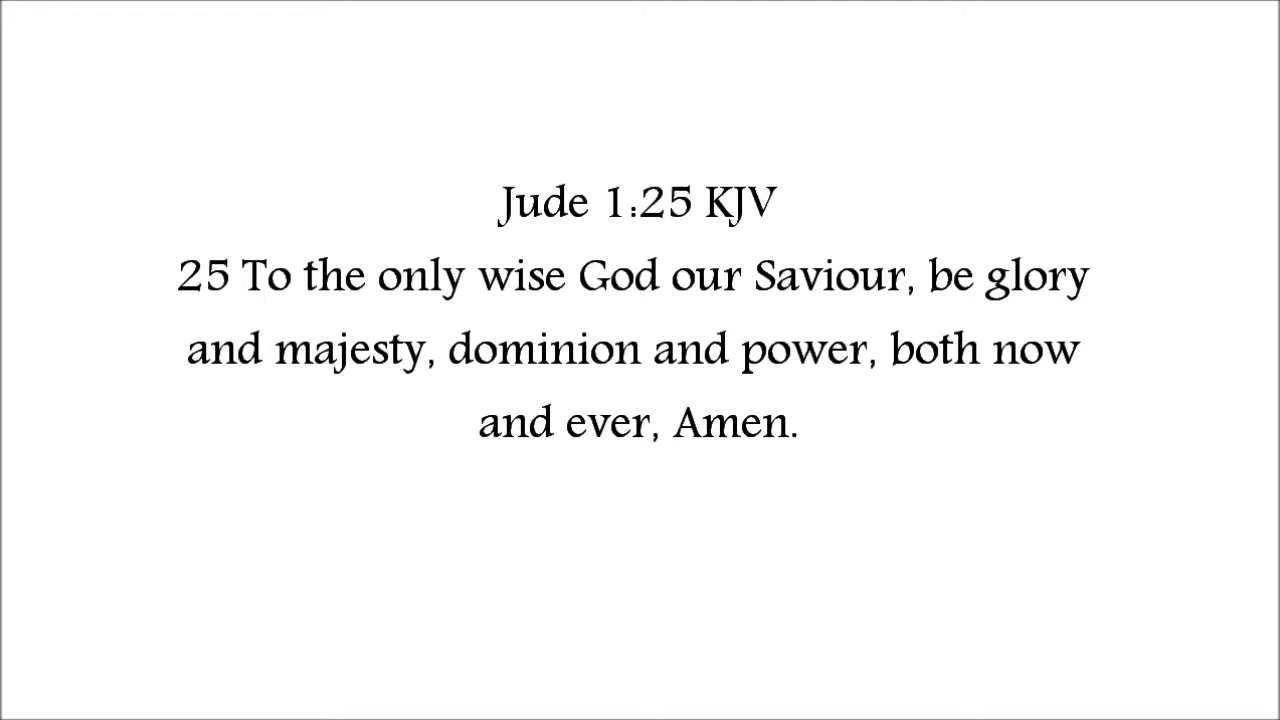 Jude 1:25 KJV
25 To the only wise God our Saviour, be glory
and majesty, dominion and power, both now
and ever, Amen.